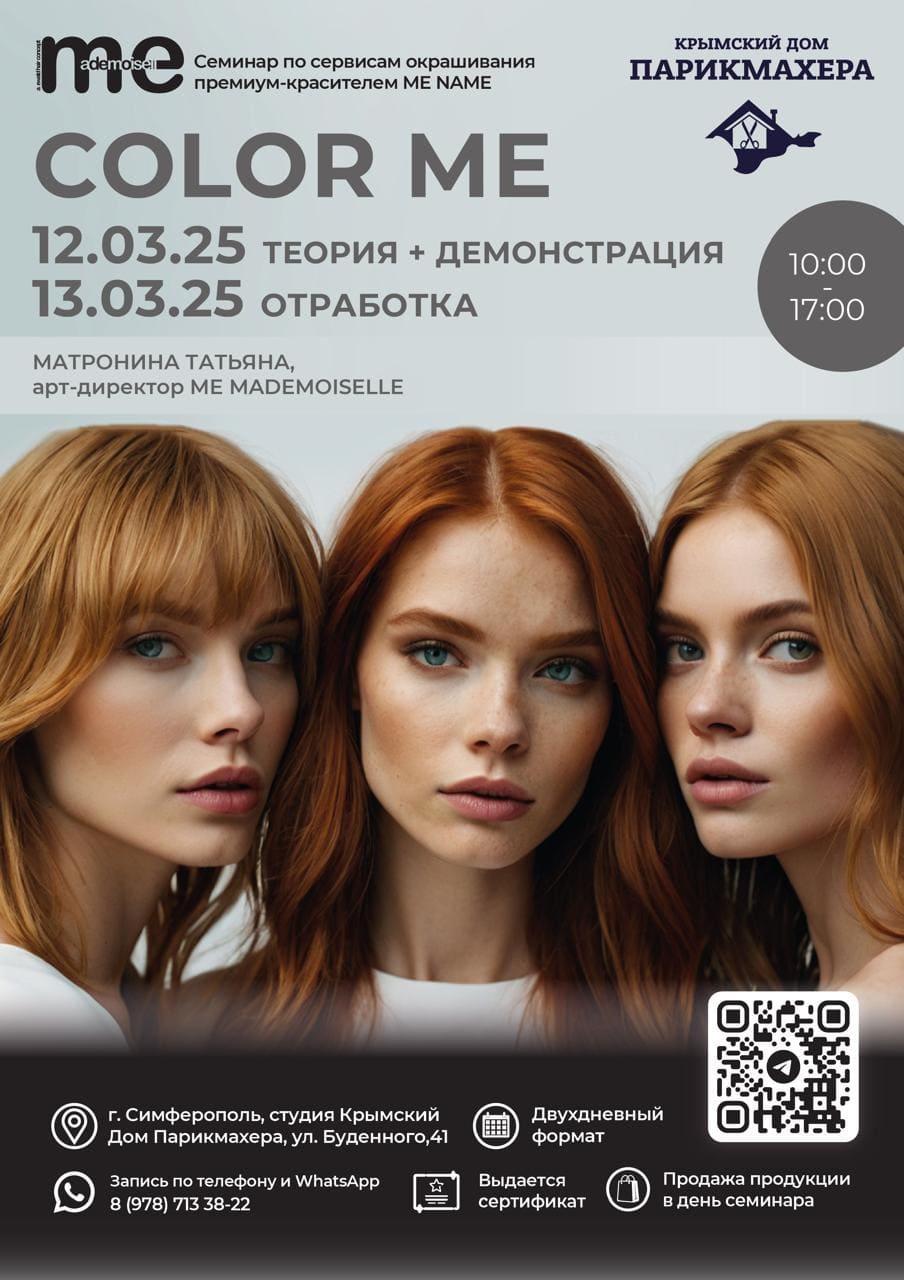 me
ademoiselle
Семинар по сервисам окрашивания
премиум-красителем ME NAME
КРЫМСКИЙ ДОМ
ПАРИКМАХЕРА
COLOR ME
12.03.25 ТЕОРИЯ + ДЕМОНСТРАЦИЯ
13.03.25 ОТРАБОТКА
10:00
-
17:00
МАТРОНИНА ТАТЬЯНА,
арт-директор ME MADEMOISELLE
г. Симферополь, студия Крымский
Дом Парикмахера, ул. Буденного,41
Двухдневный
формат
Запись по телефону и WhatsApp
8 (978) 713 38-22
Выдается
сертификат
Продажа продукции
в день семинара